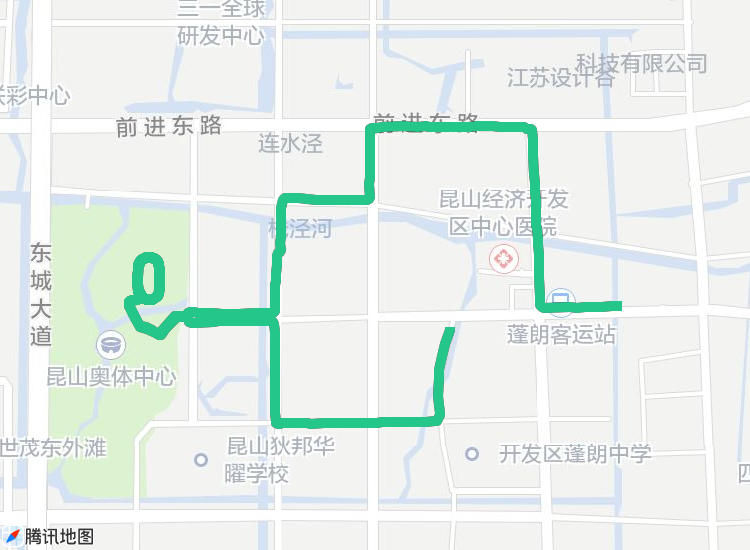 三一全球
研发中心
科技有限公司
江苏设计谷
彩中心
前进东路
前进东路
连水泾
昆山经济开发
区中心医院
泾河
东城大道
蓬朗客运站
昆山奥体中心
世茂东外滩
昆山狄邦华
曜学校
开发区蓬朗中学
四
腾讯地图